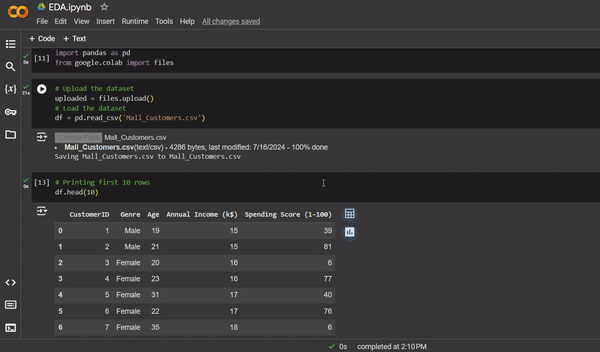 EDA.ipynb
File Edit View Insert Runtime Tools Help All changes saved
+ Code + Text
[11] import pandas as pd
0s from google.colab import files
# Upload the dataset
21s uploaded = files.upload()
# Load the dataset
df = pd.read_csv('Mall_Customers.csv')
Choose Files Mall_Customers.csv
• Mall_Customers.csv(text/csv) - 4286 bytes, last modified: 7/16/2024 - 100% done
Saving Mall_Customers.csv to Mall_Customers.csv
[13] # Printing first 10 rows
0s df.head(10)
CustomerID Genre Age Annual Income (k$) Spending Score (1-100)
0 1 Male 19 15 39
1 2 Male 21 15 81
2 3 Female 20 16 6
3 4 Female 23 16 77
4 5 Female 31 17 40
5 6 Female 22 17 76
6 7 Female 35 18 6
0s completed at 2:10PM